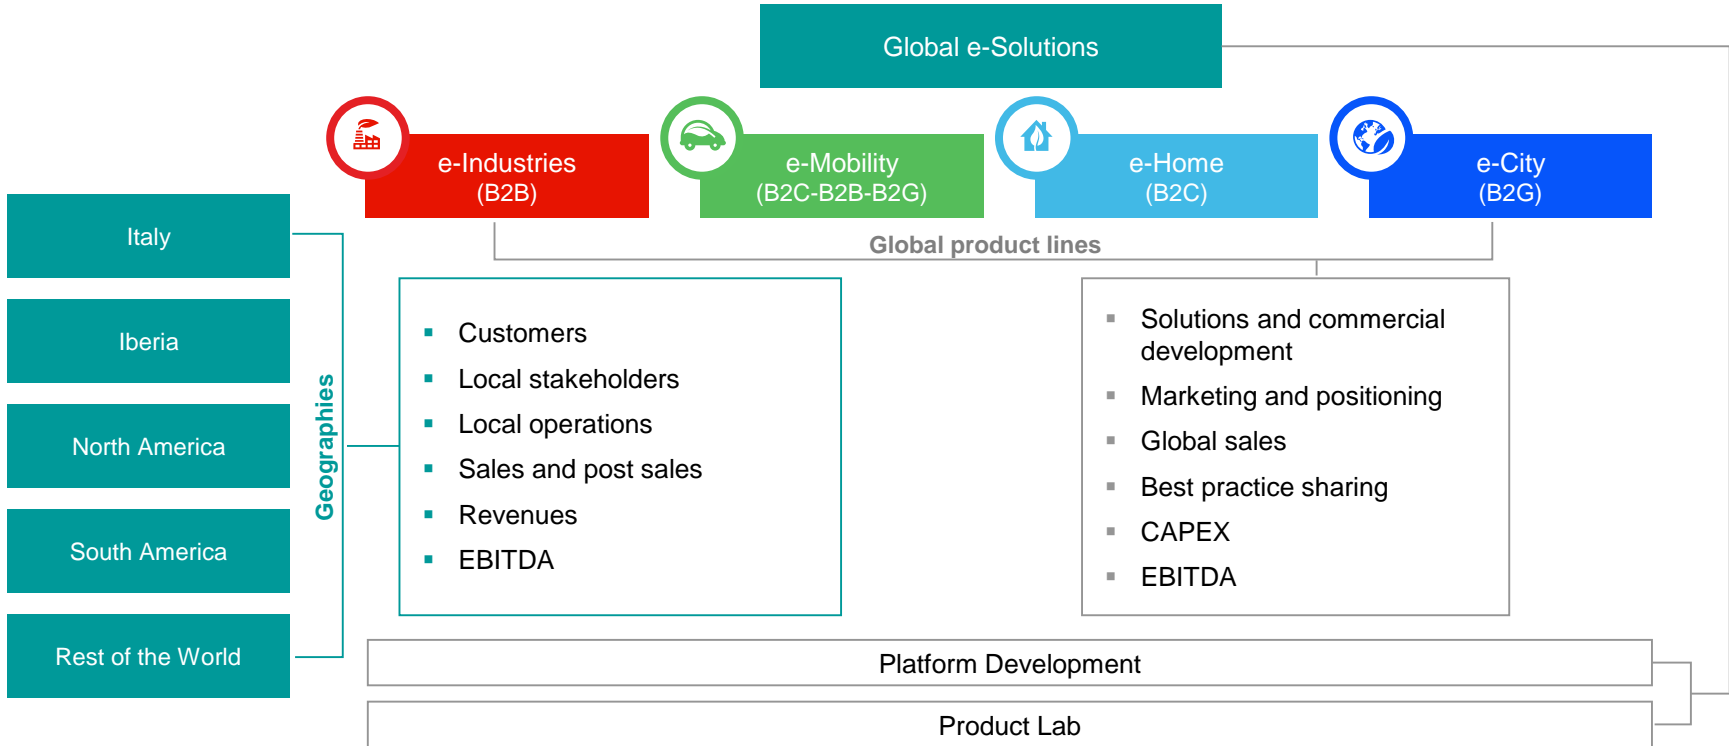 Global e-Solutions
e-Industries
(B2B)
e-Mobility
(B2C-B2B-B2G)
e-Home
(B2C)
e-City
(B2G)
Global product lines
Italy
Iberia
North America
South America
Rest of the World
Geographies
▪ Customers
▪ Local stakeholders
▪ Local operations
▪ Sales and post sales
▪ Revenues
▪ EBITDA
▪ Solutions and commercial
development
▪ Marketing and positioning
▪ Global sales
▪ Best practice sharing
▪ CAPEX
▪ EBITDA
Platform Development
Product Lab